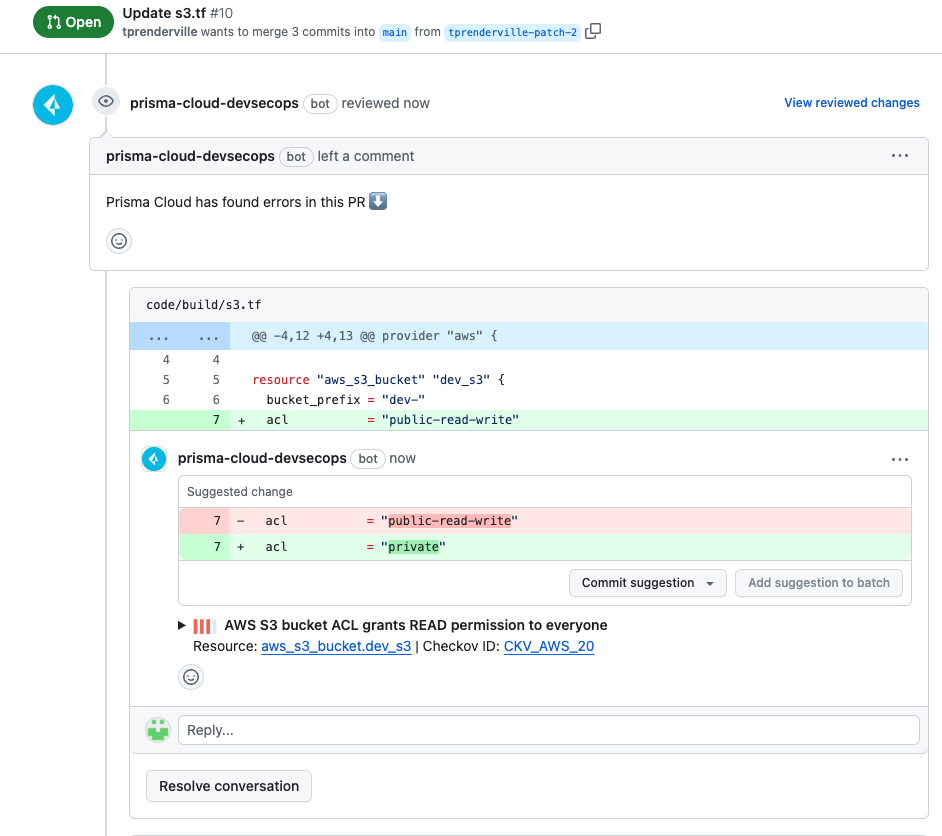 Open
Update s3.tf #10
tprenderville wants to merge 3 commits into main from tprenderville-patch-2
prisma-cloud-devsecops bot reviewed now
View reviewed changes
prisma-cloud-devsecops bot left a comment
Prisma Cloud has found errors in this PR
code/build/s3.tf
... ... @@ -4,12 +4,13 @@ provider "aws" {
4 4
5 5 resource "aws_s3_bucket" "dev_s3" {
6 6 bucket_prefix = "dev-"
7 + acl = "public-read-write"
prisma-cloud-devsecops bot now
Suggested change
7 - acl = "public-read-write"
7 + acl = "private"
Commit suggestion
Add suggestion to batch
AWS S3 bucket ACL grants READ permission to everyone
Resource: aws_s3_bucket.dev_s3 | Checkov ID: CKV_AWS_20
Reply...
Resolve conversation